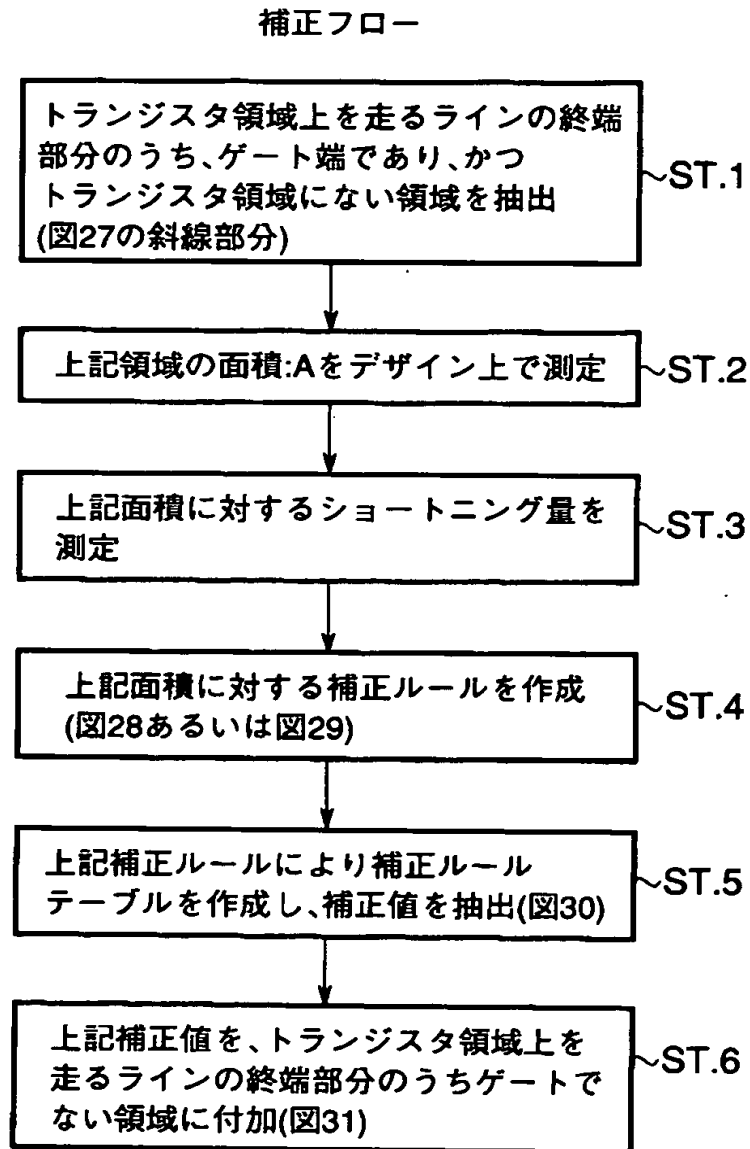 補正フロー
トランジスタ領域上を走るラインの終端
部分のうち、ゲート端であり、かつ
トランジスタ領域にない領域を抽出
(図27の斜線部分)
~ST.1
上記領域の面積:Aをデザイン上で測定
~ST.2
上記面積に対するショートニング量を
測定
~ST.3
上記面積に対する補正ルールを作成
(図28あるいは図29)
~ST.4
上記補正ルールにより補正ルール
テーブルを作成し、補正値を抽出(図30)
~ST.5
上記補正値を、トランジスタ領域上を
走るラインの終端部分のうちゲートで
ない領域に付加(図31)
~ST.6